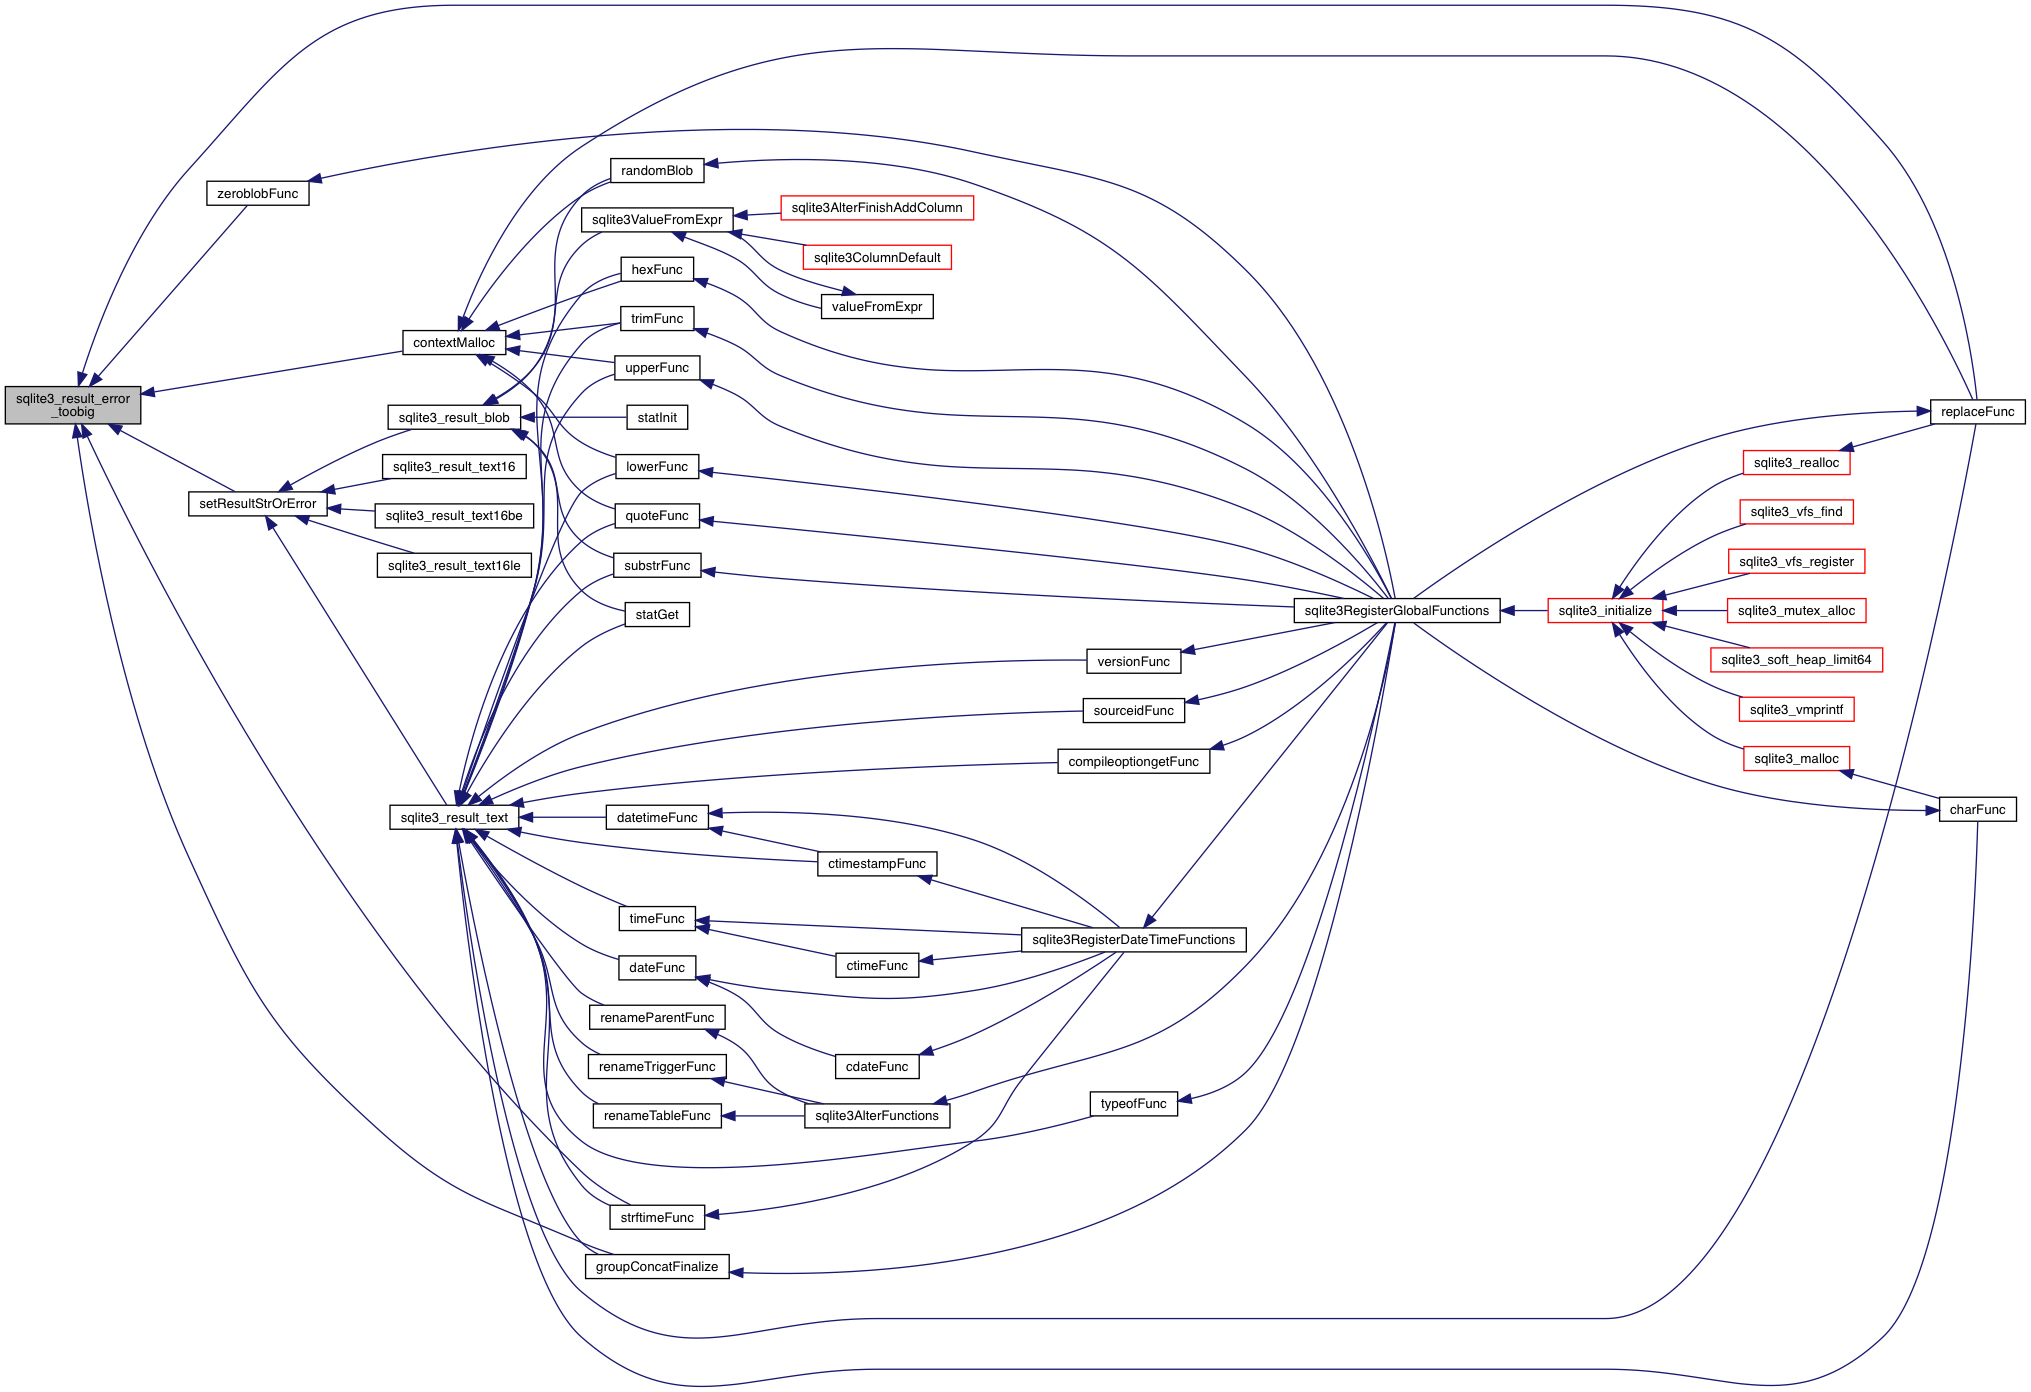 sqlite3_result_error
_toobig
zeroblobFunc
setResultStrOrError
contextMalloc
sqlite3_result_blob
sqlite3_result_text16
sqlite3_result_text16be
sqlite3_result_text16le
sqlite3_result_text
randomBlob
sqlite3ValueFromExpr
hexFunc
trimFunc
upperFunc
statInit
lowerFunc
quoteFunc
substrFunc
statGet
datetimeFunc
timeFunc
dateFunc
renameParentFunc
renameTriggerFunc
renameTableFunc
strftimeFunc
groupConcatFinalize
sqlite3AlterFinishAddColumn
sqlite3ColumnDefault
valueFromExpr
ctimestampFunc
ctimeFunc
cdateFunc
sqlite3AlterFunctions
versionFunc
sourceidFunc
compileoptiongetFunc
sqlite3RegisterDateTimeFunctions
typeofFunc
sqlite3RegisterGlobalFunctions
sqlite3_initialize
sqlite3_realloc
sqlite3_vfs_find
sqlite3_vfs_register
sqlite3_mutex_alloc
sqlite3_soft_heap_limit64
sqlite3_vmprintf
sqlite3_malloc
replaceFunc
charFunc